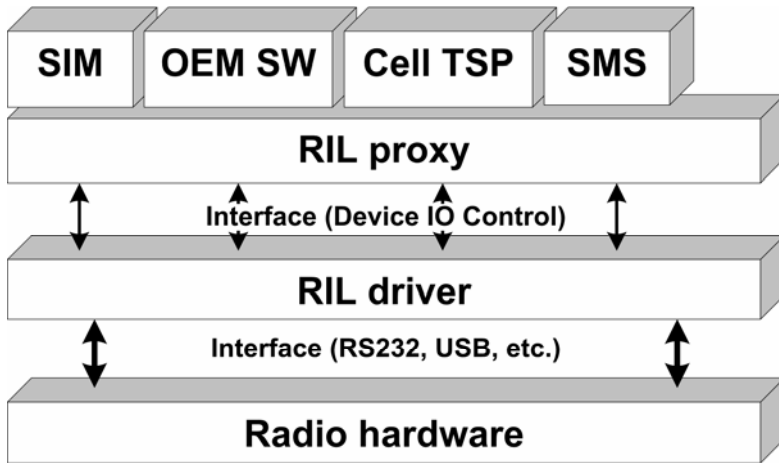 SIM OEM SW Cell TSP SMS
RIL proxy
Interface (Device IO Control)
RIL driver
Interface (RS232, USB, etc.)
Radio hardware